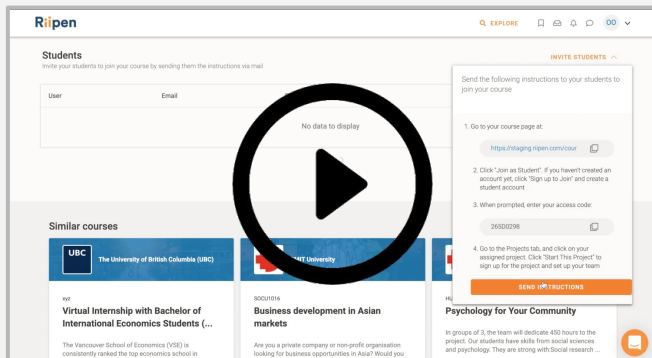 Riipen
EXPLORE
OO
Students
INVITE STUDENTS
Invite your students to join your course by sending them the instructions via mail
User
Email
No data to display
Send the following instructions to your students to
join your course
1. Go to your course page at:
https://staging.riipen.com/cour
2. Click "Join as Student". If you haven't created an
account yet, click "Sign up to Join" and create a
student account
3. When prompted, enter your access code:
265D0298
4. Go to the Projects tab, and click on your
assigned project. Click "Start This Project" to
sign up for the project and set up your team
SEND INSTRUCTIONS
Similar courses
UBC
The University of British Columbia (UBC)
xyz
Virtual Internship with Bachelor of
International Economics Students (...
The Vancouver School of Economics (VSE) is
consistently ranked the top economics school in
RMIT University
SOCU1016
Business development in Asian
markets
Are you a private company or non-profit organisation
looking for business opportunities in Asia? Would you
Psychology for Your Community
In groups of 3, the team will dedicate 450 hours to the
project. Our students have skills from social sciences
and psychology. They are strong with:Social research ...